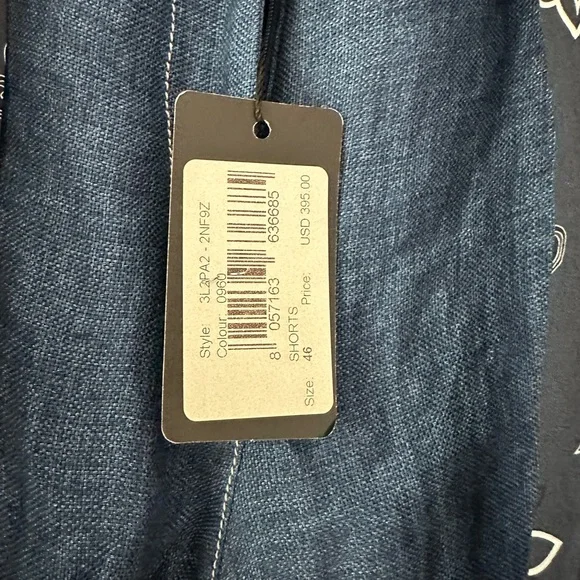 Style: 3L2PA2 - 2NF9Z
Colour 0960
8 057163 636685
SHORTS
Size: 46 Price: USD 395.00